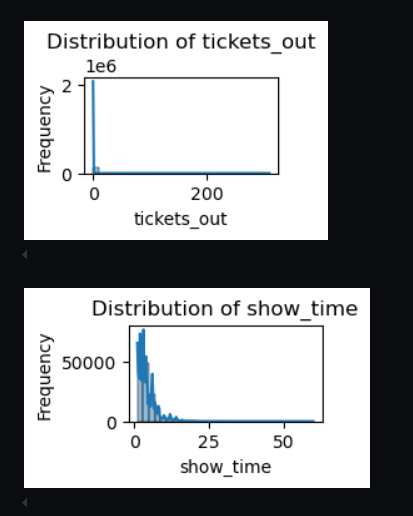 Distribution of tickets_out
1e6
2
Frequency
0
0 200
tickets_out
Distribution of show_time
50000
Frequency
0
0 25 50
show_time